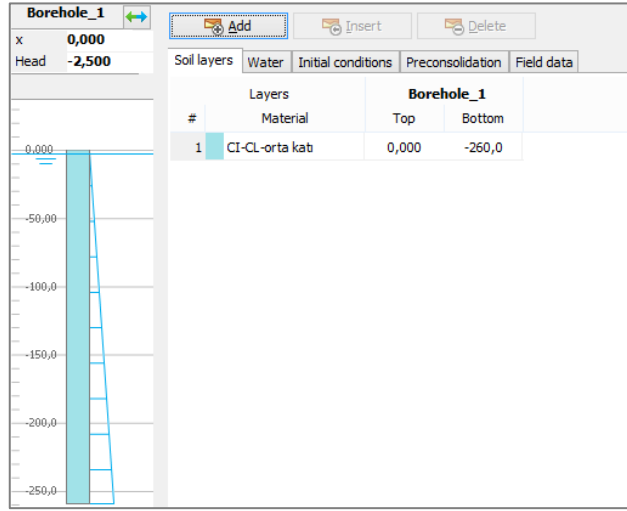 Borehole_1
x 0,000
Head -2,500
Add Insert Delete
Soil layers Water Initial conditions Preconsolidation Field data
Layers Borehole_1
# Material Top Bottom
1 CI-CL-orta katı 0,000 -260,0
0,000
-50,00
-100,0
-150,0
-200,0
-250,0